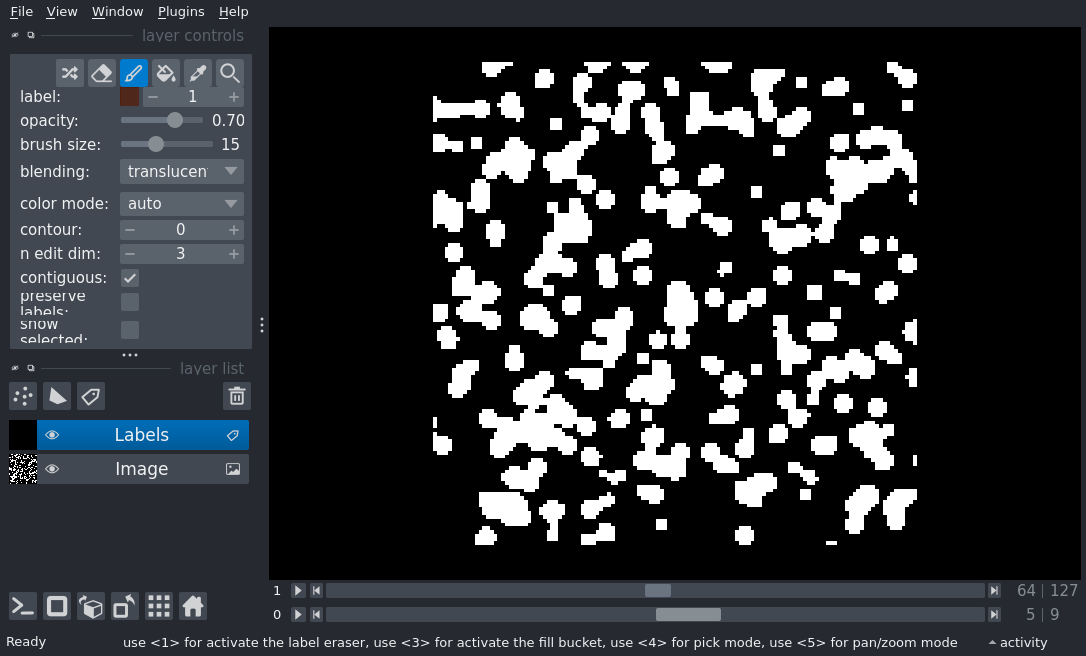 File View Window Plugins Help
layer controls
label: 1
opacity: 0.70
brush size: 15
blending: translucen
color mode: auto
contour: 0
n edit dim: 3
contiguous:
preserve
labels:
show
selected:
layer list
Labels
Image
1 64 | 127
0 5 | 9
Ready use <1> for activate the label eraser, use <3> for activate the fill bucket, use <4> for pick mode, use <5> for pan/zoom mode activity